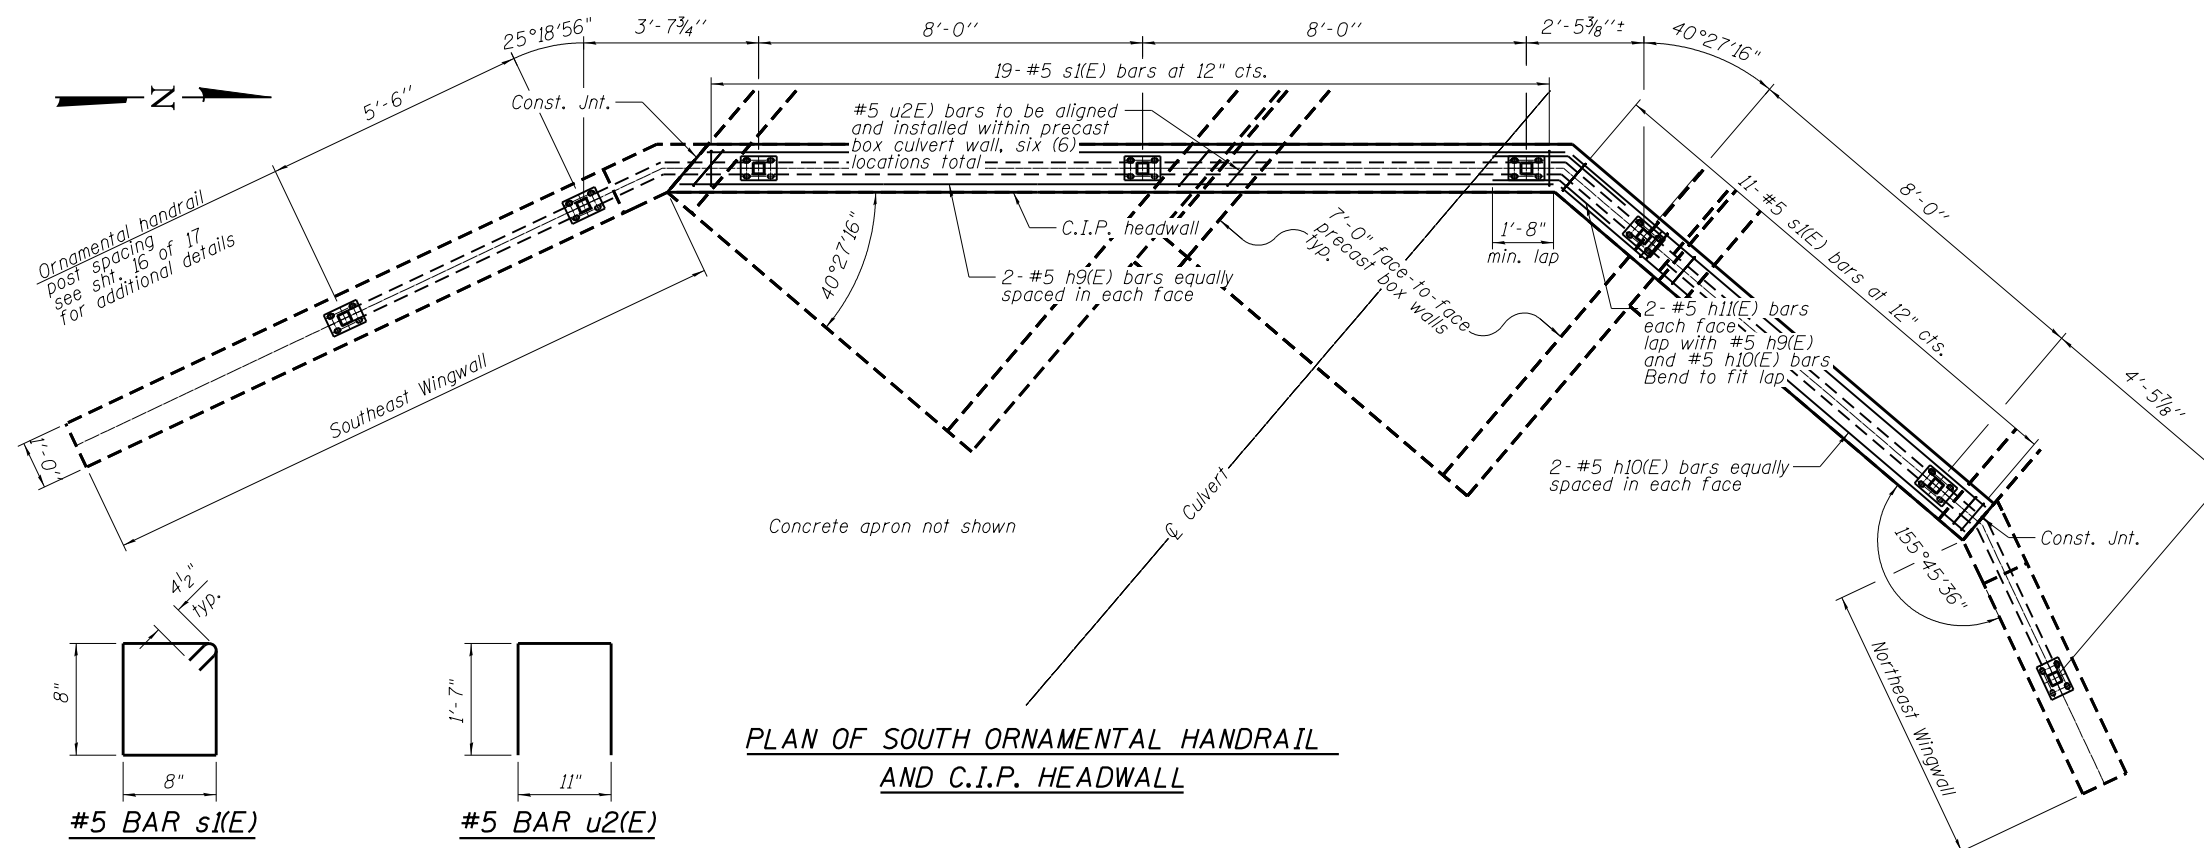 25°18'56"
3'-7¾''
8'-0''
8'-0''
2'-5⅜''±
40°27'16"
19-#5 s1(E) bars at 12" cts.
N
5'-6''
Const. Jnt.
#5 u2E) bars to be aligned
and installed within precast
box culvert wall, six (6)
locations total
8'-0''
11-#5 s1(E) bars at 12" cts.
Ornamental handrail
post spacing
see sht. 16 of 17
for additional details
40°27'16"
C.I.P. headwall
7'-0" face-to-face
precast box walls
typ.
1'-8"
min. lap
2-#5 h9(E) bars equally
spaced in each face
2-#5 h11(E) bars
each face
lap with #5 h9(E)
and #5 h10(E) bars
Bend to fit lap
4'-5⅞''
Southeast Wingwall
1'-0''
2-#5 h10(E) bars equally
spaced in each face
Concrete apron not shown
℄ Culvert
Const. Jnt.
155°45'36"
Northeast Wingwall
4½"
typ.
8"
8"
#5 BAR s1(E)
1'-7"
11"
#5 BAR u2(E)
PLAN OF SOUTH ORNAMENTAL HANDRAIL
AND C.I.P. HEADWALL